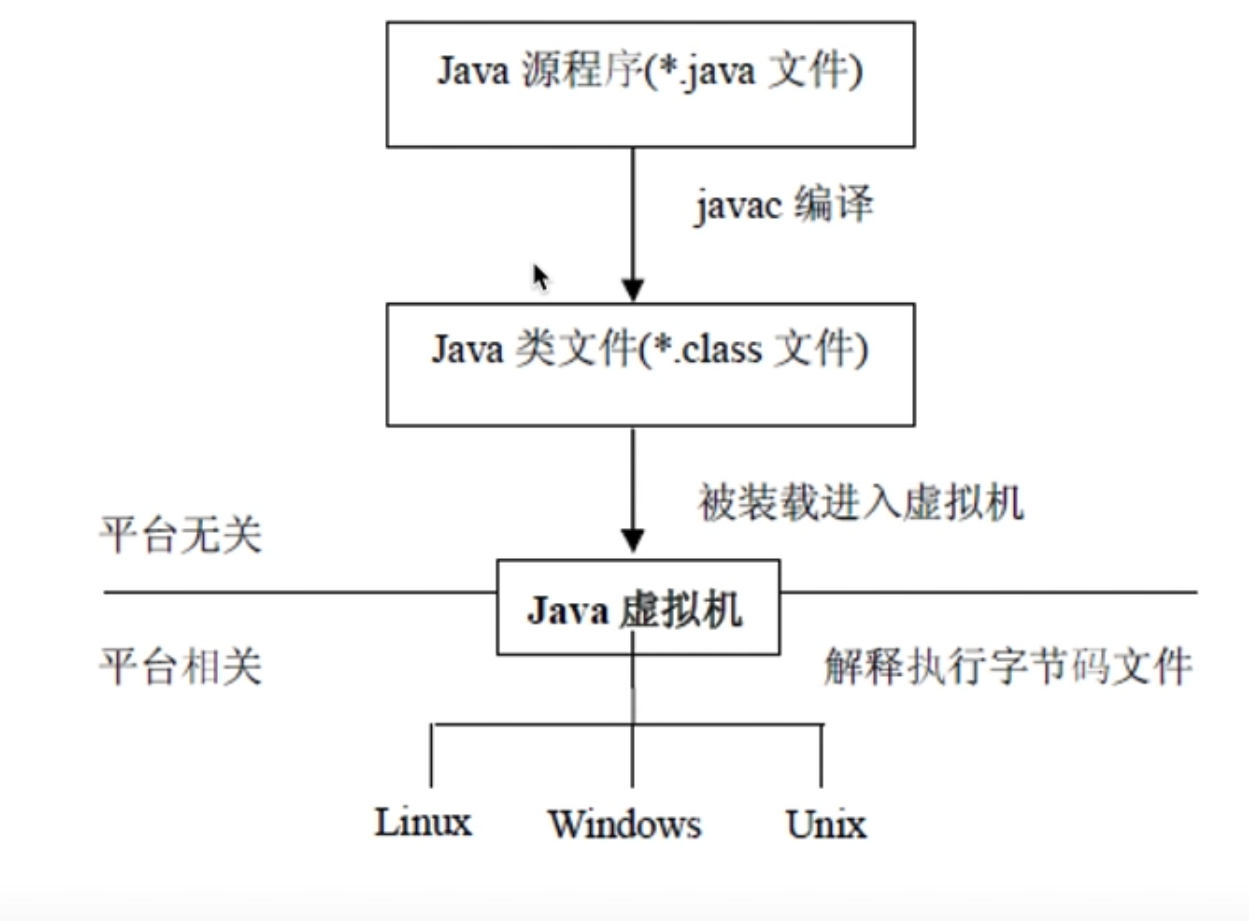 Java 源程序(*.java 文件)
javac 编译
Java 类文件(*.class 文件)
被装载进入虚拟机
平台无关
Java 虚拟机
平台相关
解释执行字节码文件
Linux Windows Unix